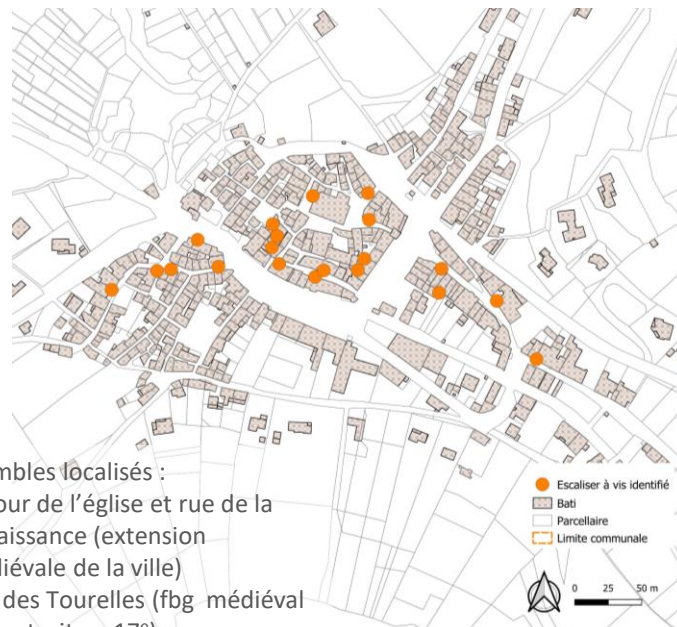 Escaliser à vis identifié
Bati
Parcellaire
Limite communale
0 25 50 m
mbles localisés :
our de l'église et rue de la
aissance (extension
iévale de la ville)
des Tourelles (fbg médiéval